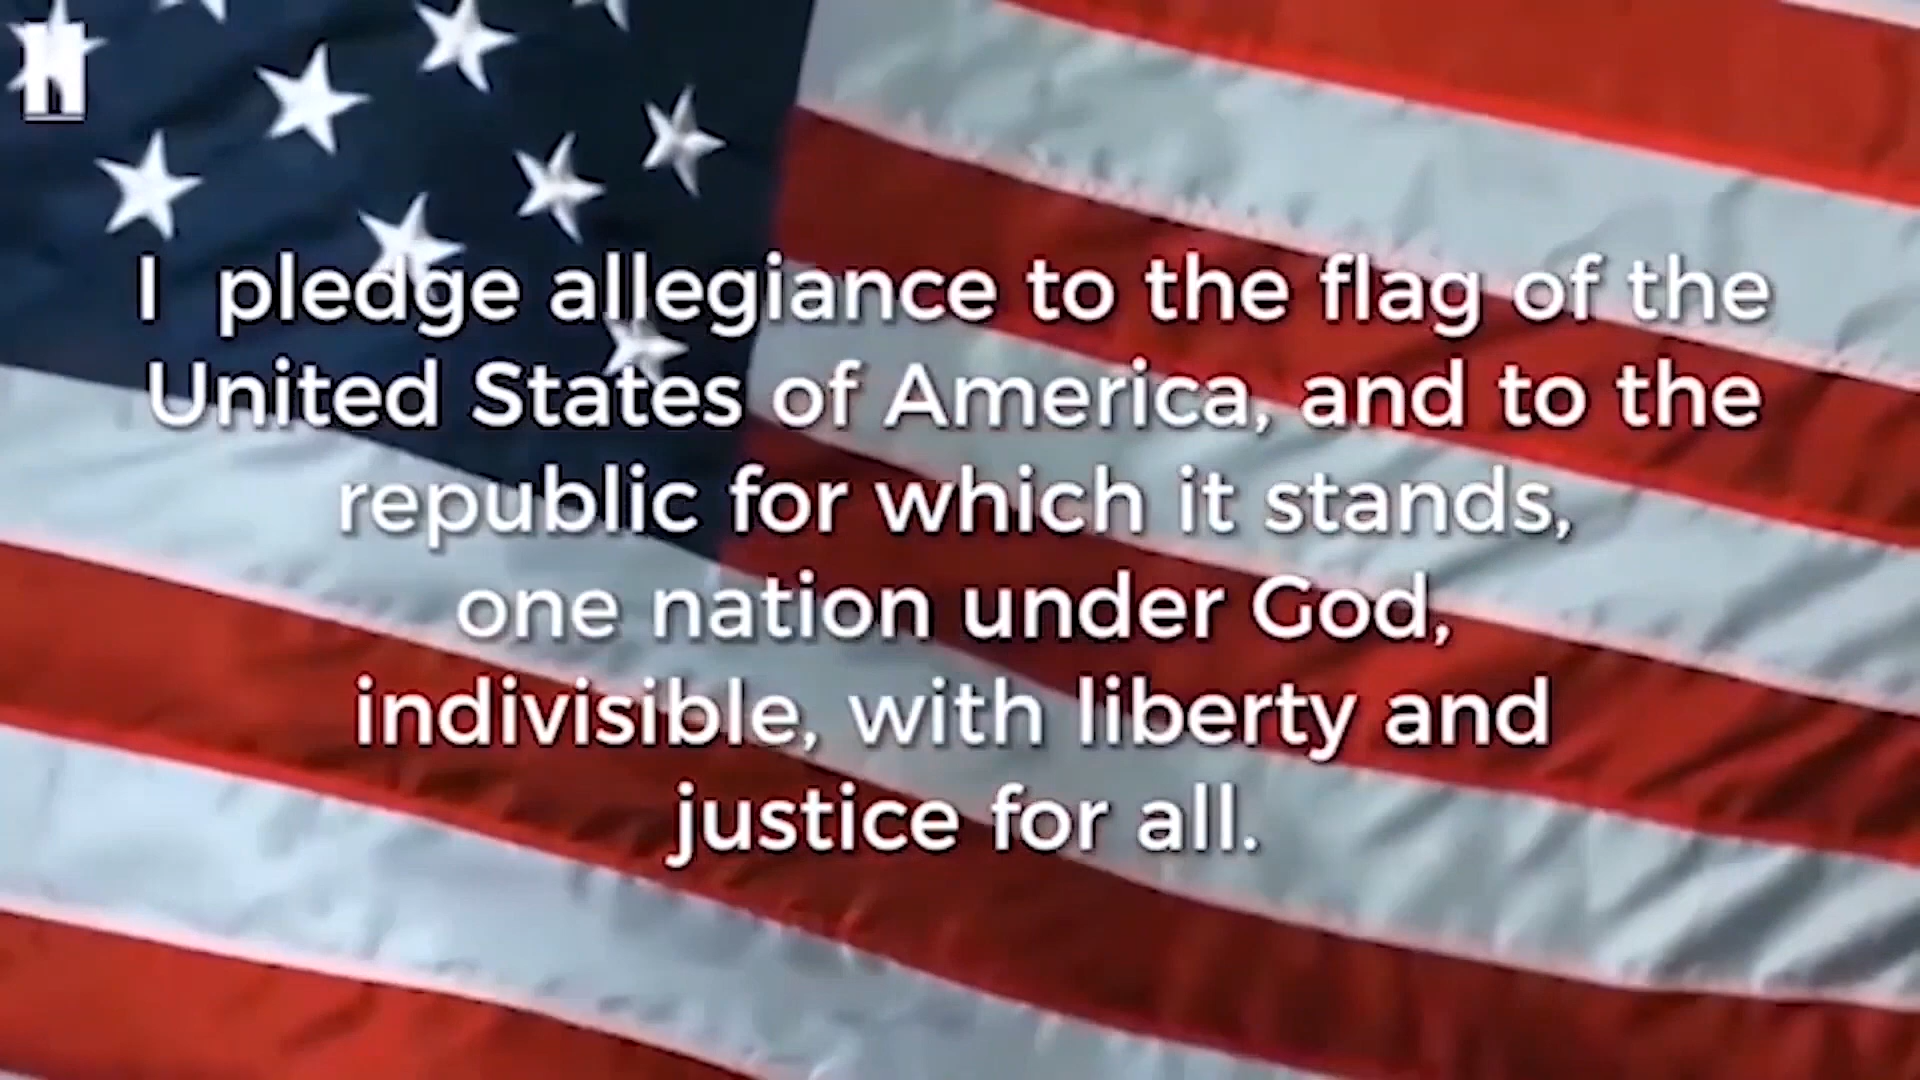 I pledge allegiance to the flag of the
United States of America, and to the
republic for which it stands,
one nation under God,
indivisible, with liberty and
justice for all.